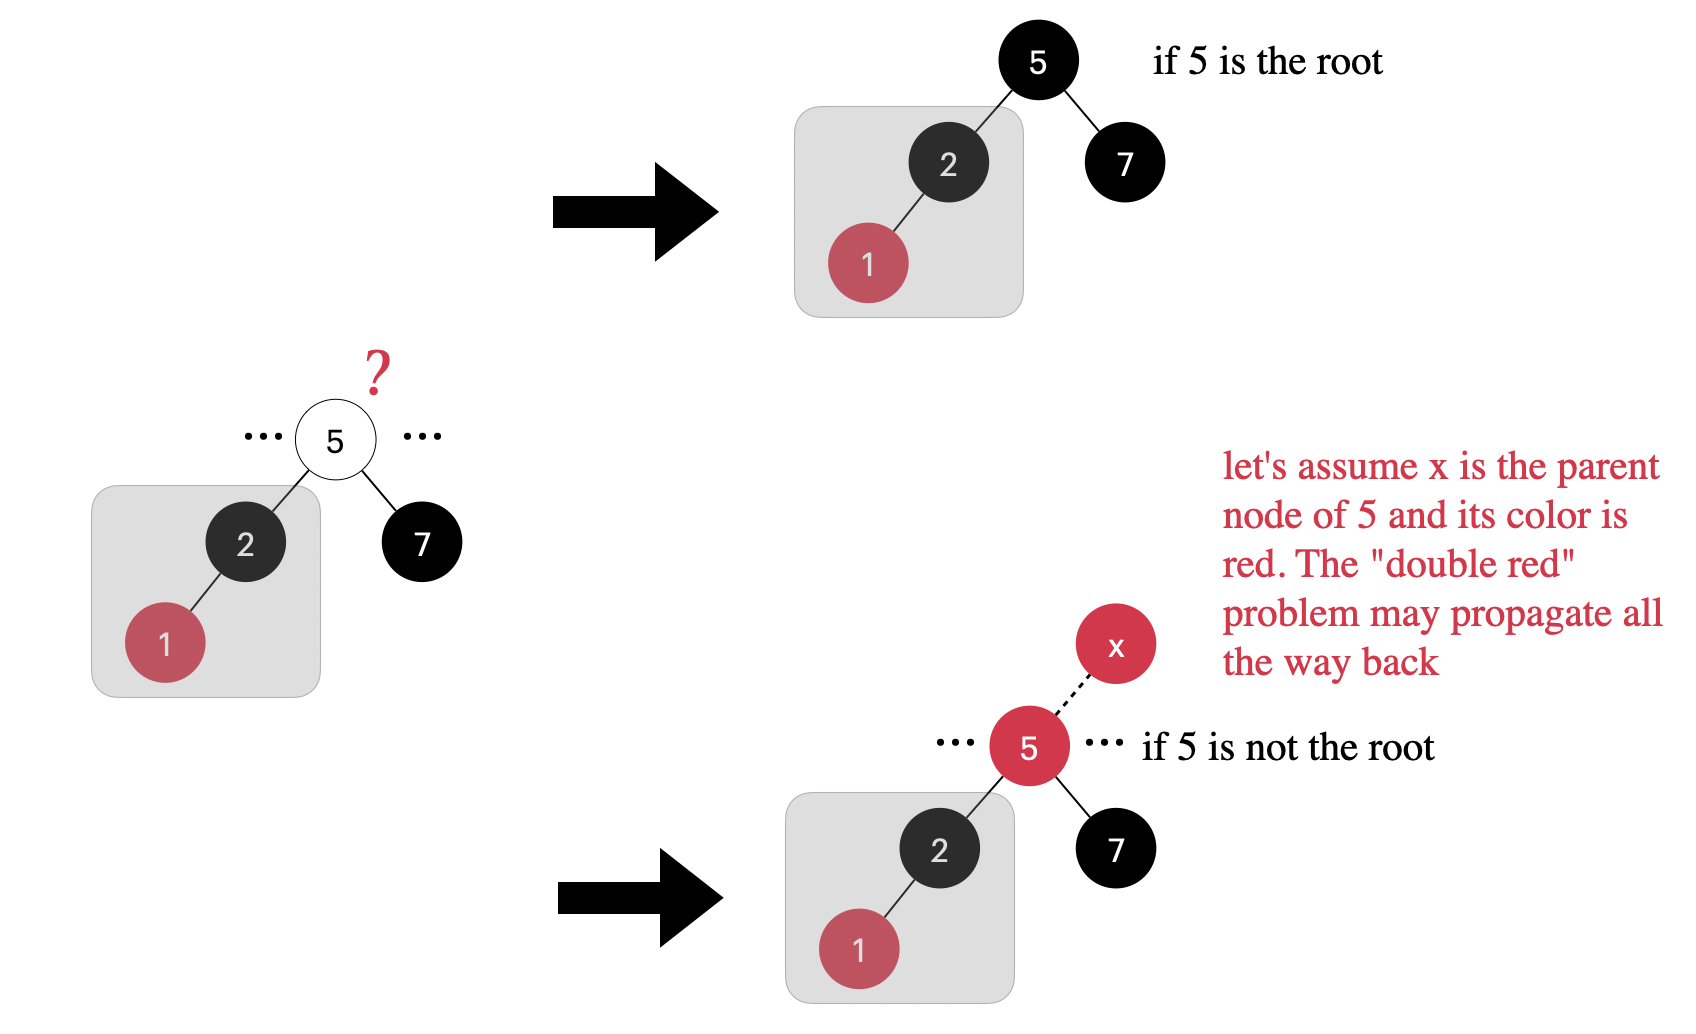 5
if 5 is the root
2
7
1
?
... 5 ...
2
7
1
let's assume x is the parent
node of 5 and its color is
red. The "double red"
problem may propagate all
the way back
x
... 5 ... if 5 is not the root
2
7
1